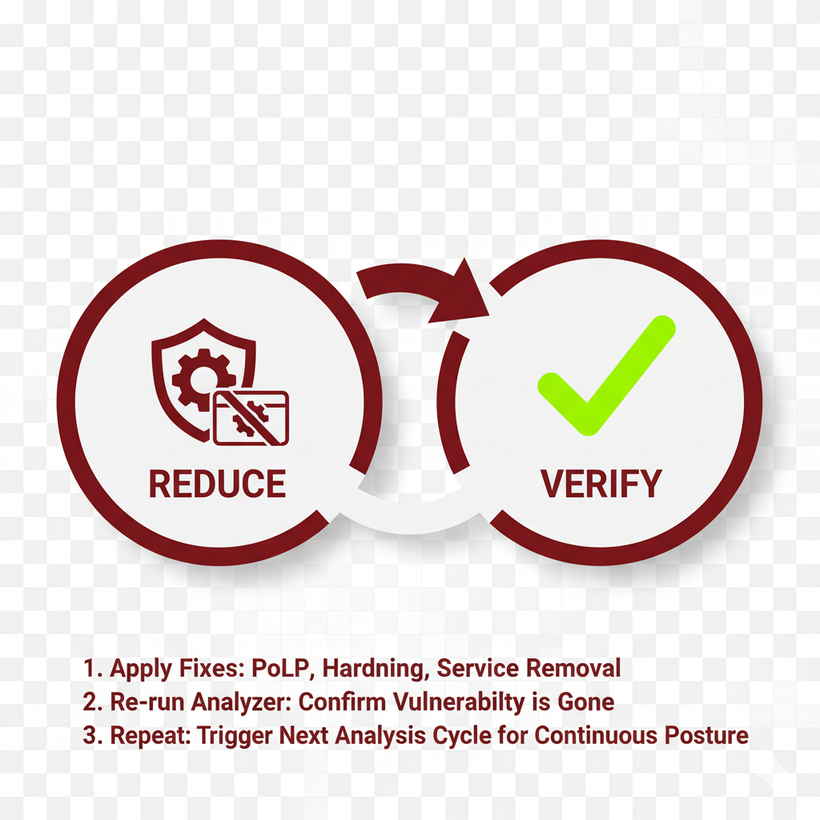 REDUCE
VERIFY
1. Apply Fixes: PoLP, Hardning, Service Removal
2. Re-run Analyzer: Confirm Vulnerabilty is Gone
3. Repeat: Trigger Next Analysis Cycle for Continuous Posture